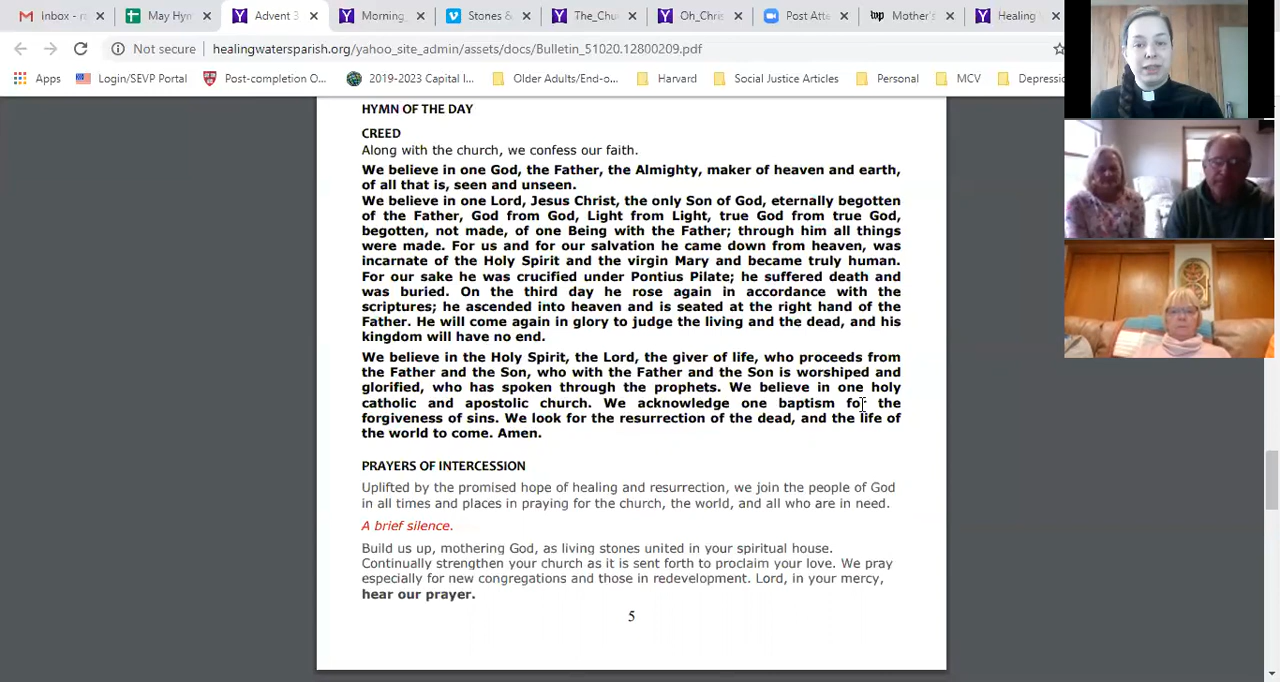 Inbox - ra
May Hym
Advent 3
Morning,
Stones &
The_Chu
Oh_Chris
Post Atte
wp Mother's
Healing
Not secure healingwatersparish.org/yahoo_site_admin/assets/docs/Bulletin_51020.12800209.pdf
Apps Login/SEVP Portal Post-completion O... 2019-2023 Capital I... Older Adults/End-o... Harvard Social Justice Articles Personal MCV Depressio
HYMN OF THE DAY
CREED
Along with the church, we confess our faith.
We believe in one God, the Father, the Almighty, maker of heaven and earth,
of all that is, seen and unseen.
We believe in one Lord, Jesus Christ, the only Son of God, eternally begotten
of the Father, God from God, Light from Light, true God from true God,
begotten, not made, of one Being with the Father; through him all things
were made. For us and for our salvation he came down from heaven, was
incarnate of the Holy Spirit and the virgin Mary and became truly human.
For our sake he was crucified under Pontius Pilate; he suffered death and
was buried. On the third day he rose again in accordance with the
scriptures; he ascended into heaven and is seated at the right hand of the
Father. He will come again in glory to judge the living and the dead, and his
kingdom will have no end.
We believe in the Holy Spirit, the Lord, the giver of life, who proceeds from
the Father and the Son, who with the Father and the Son is worshiped and
glorified, who has spoken through the prophets. We believe in one holy
catholic and apostolic church. We acknowledge one baptism for the
forgiveness of sins. We look for the resurrection of the dead, and the life of
the world to come. Amen.
PRAYERS OF INTERCESSION
Uplifted by the promised hope of healing and resurrection, we join the people of God
in all times and places in praying for the church, the world, and all who are in need.
A brief silence.
Build us up, mothering God, as living stones united in your spiritual house.
Continually strengthen your church as it is sent forth to proclaim your love. We pray
especially for new congregations and those in redevelopment. Lord, in your mercy,
hear our prayer.
5